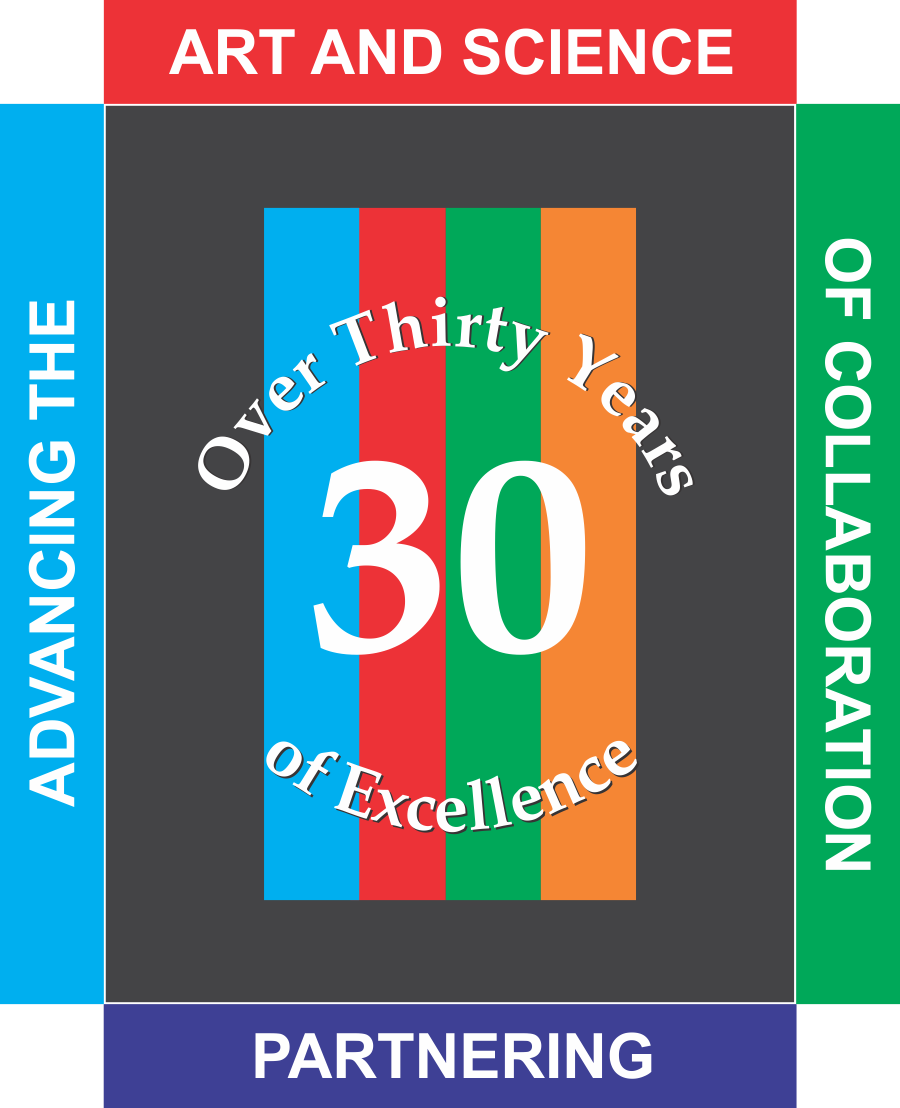 ADVANCING THE
ART AND SCIENCE
OF COLLABORATION
PARTNERING
Over Thirty Years
30
of Excellence